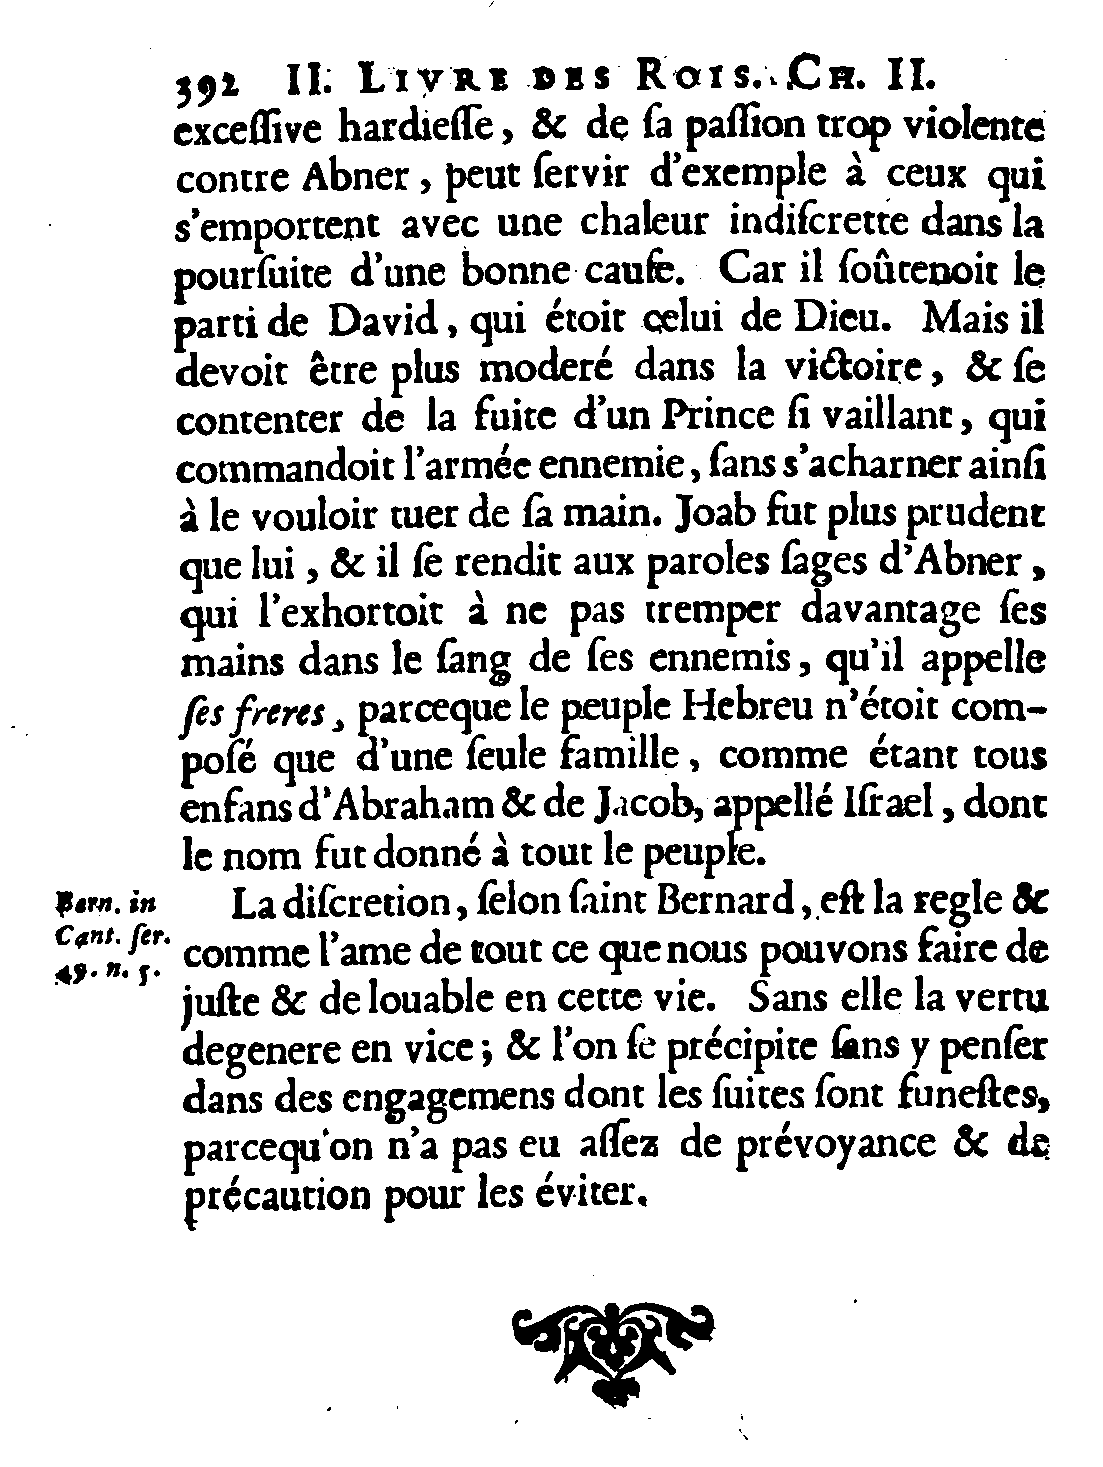 392 II. LIVRE DES ROIS. CH. II.
exceſſive hardieſſe, & de ſa paſſion trop violente
contre Abner, peut ſervir d'exemple à ceux qui
s'emportent avec une chaleur indiſcrette dans la
pourſuite d'une bonne cauſe. Car il ſoûtenoit le
parti de David, qui étoit celui de Dieu. Mais il
devoit être plus moderé dans la victoire, & ſe
contenter de la fuite d'un Prince ſi vaillant, qui
commandoit l'armée ennemie, ſans s'acharner ainſi
à le vouloir tuer de ſa main. Joab fut plus prudent
que lui, & il ſe rendit aux paroles ſages d'Abner,
qui l'exhortoit à ne pas tremper davantage ſes
mains dans le ſang de ſes ennemis, qu'il appelle
ſes freres, parceque le peuple Hebreu n'étoit com-
poſé que d'une ſeule famille, comme étant tous
enfans d'Abraham & de Jacob, appellé Iſrael, dont
le nom fut donné à tout le peuple.
La diſcretion, ſelon ſaint Bernard, eſt la regle &
comme l'ame de tout ce que nous pouvons faire de
juſte & de louable en cette vie. Sans elle la vertu
degenere en vice; & l'on ſe précipite ſans y penſer
dans des engagemens dont les ſuites ſont funeſtes,
parcequ'on n'a pas eu aſſez de prévoyance & de
précaution pour les éviter.
Bern. in
Cant. ſer.
49. n. 5.